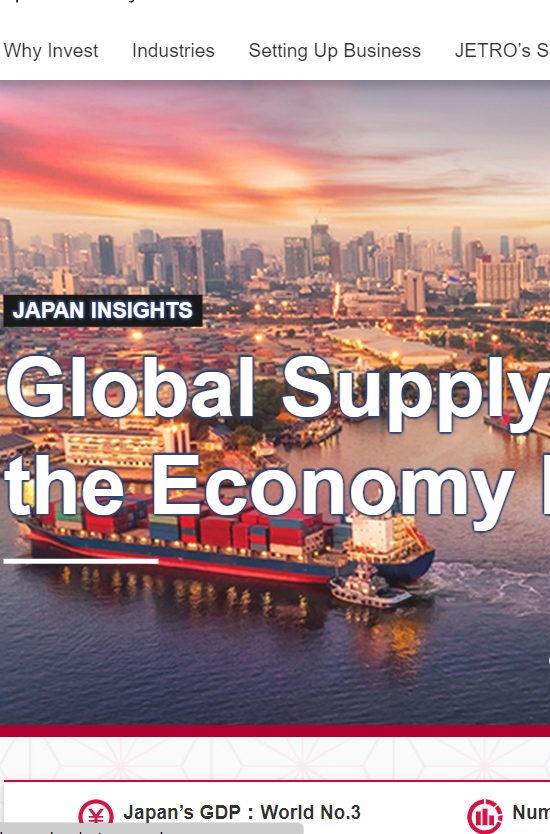 Why Invest Industries Setting Up Business JETRO's S
JAPAN INSIGHTS
Global Supply
the Economy
Japan's GDP : World No.3 Num